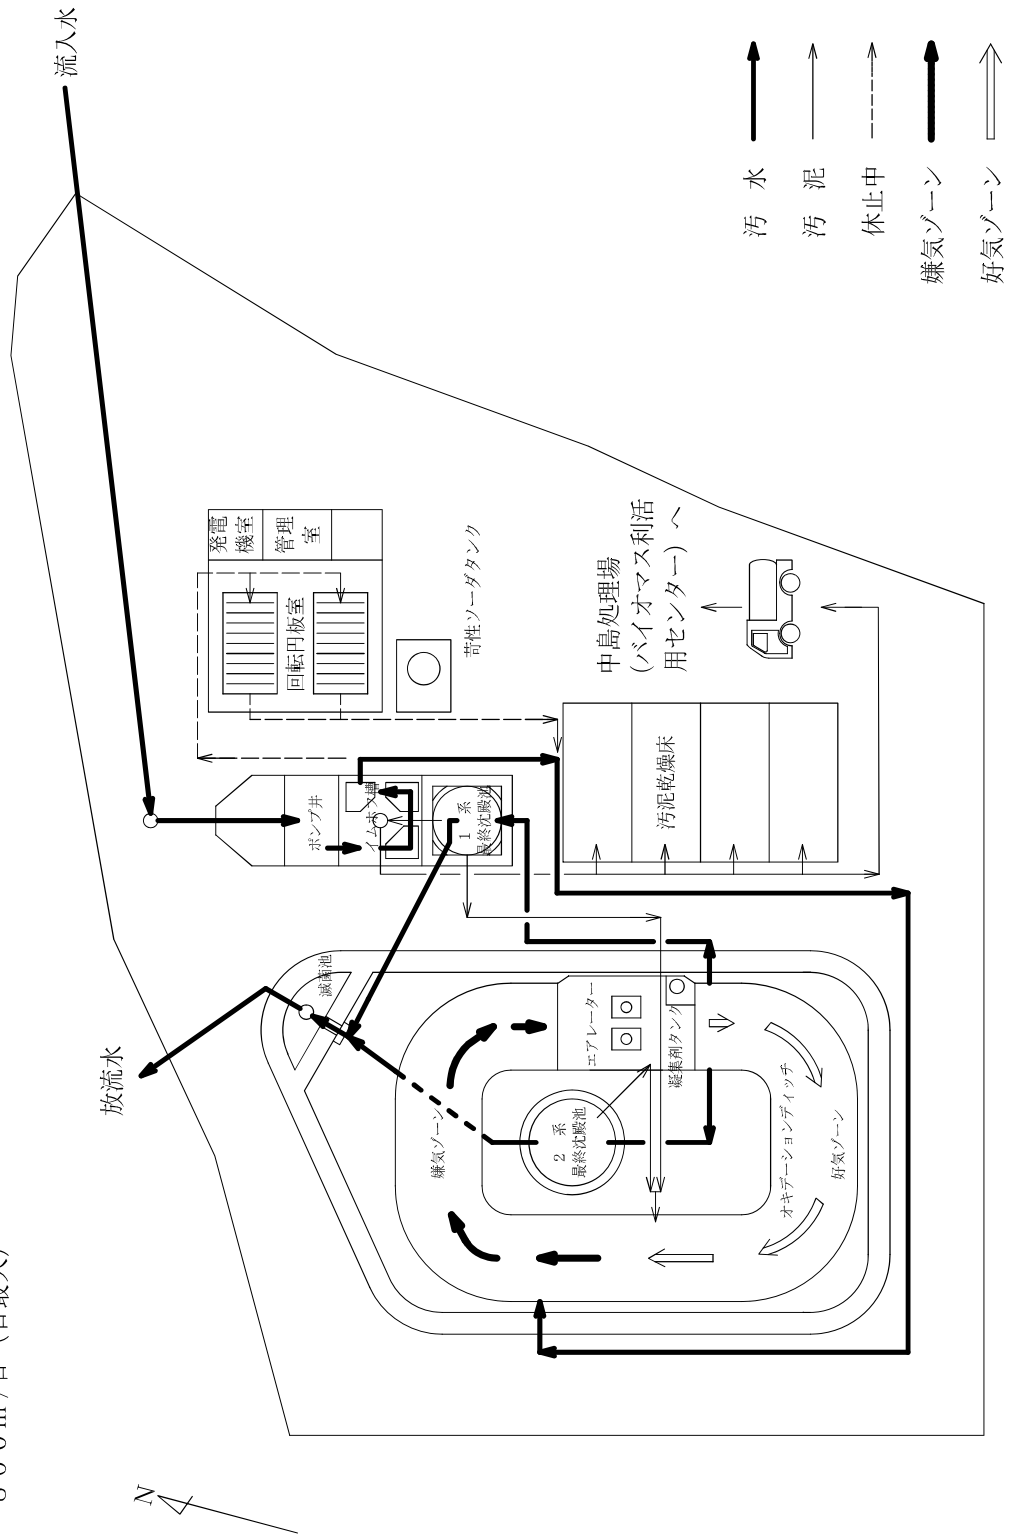 流入水
放流水
発電
機室
管理
室
回転円板室
苛性ソーダタンク
ポンプ井
イムホフ槽
1 系
最終沈殿池
中島処理場
(バイオマス利活
用センター) へ
汚泥乾燥床
滅菌池
エアレーター
凝集剤タンク
2 系
最終沈殿池
嫌気ゾーン
オキデーションディッチ
好気ゾーン
汚 水
汚 泥
休止中
嫌気ゾーン
好気ゾーン
N